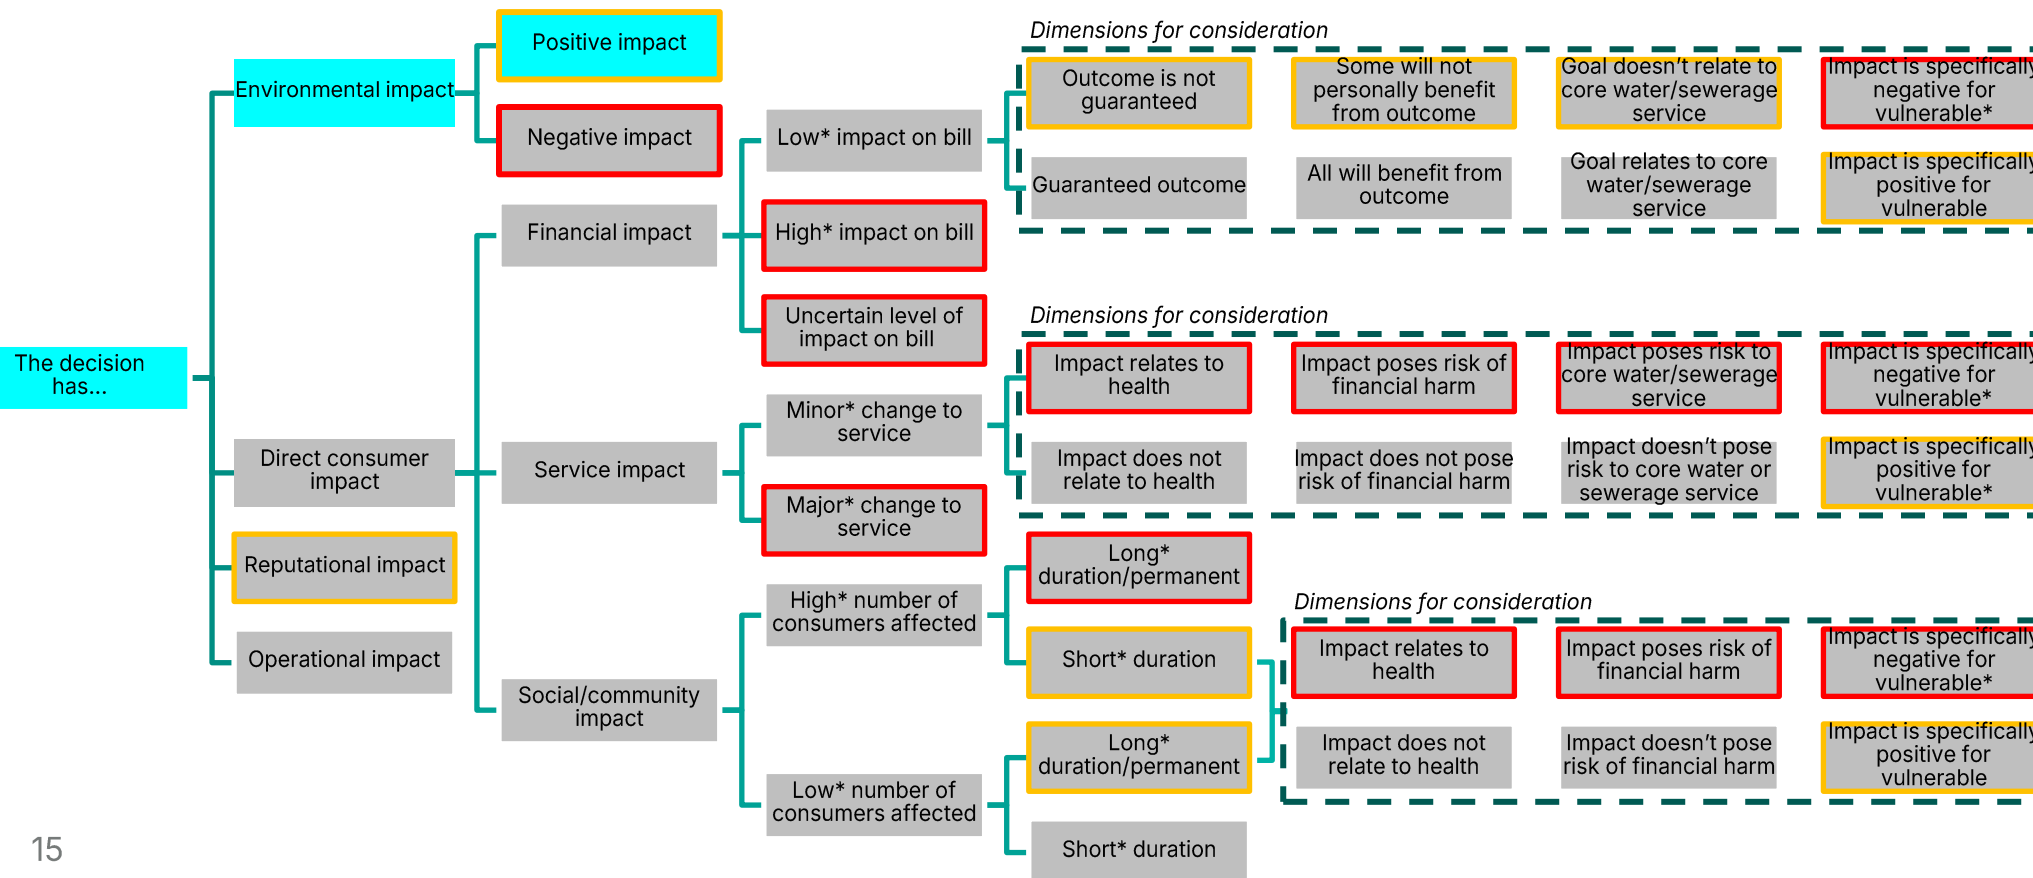 The decision
has...
Environmental impact
Direct consumer
impact
Reputational impact
Operational impact
Positive impact
Negative impact
Financial impact
Service impact
Social/community
impact
Low* impact on bill
High* impact on bill
Uncertain level of
impact on bill
Minor* change to
service
Major* change to
service
High* number of
consumers affected
Low* number of
consumers affected
Dimensions for consideration
Outcome is not
guaranteed
Some will not
personally benefit
from outcome
Goal doesn't relate to
core water/sewerage
service
Impact is specifically
negative for
vulnerable*
Guaranteed outcome
All will benefit from
outcome
Goal relates to core
water/sewerage
service
Impact is specifically
positive for
vulnerable
Dimensions for consideration
Impact relates to
health
Impact poses risk of
financial harm
Impact poses risk to
core water/sewerage
service
Impact is specifically
negative for
vulnerable*
Impact does not
relate to health
Impact does not pose
risk of financial harm
Impact doesn't pose
risk to core water or
sewerage service
Impact is specifically
positive for
vulnerable*
Long*
duration/permanent
Short* duration
Long*
duration/permanent
Short* duration
Dimensions for consideration
Impact relates to
health
Impact poses risk of
financial harm
Impact is specifically
negative for
vulnerable*
Impact does not
relate to health
Impact doesn't pose
risk of financial harm
Impact is specifically
positive for
vulnerable
15